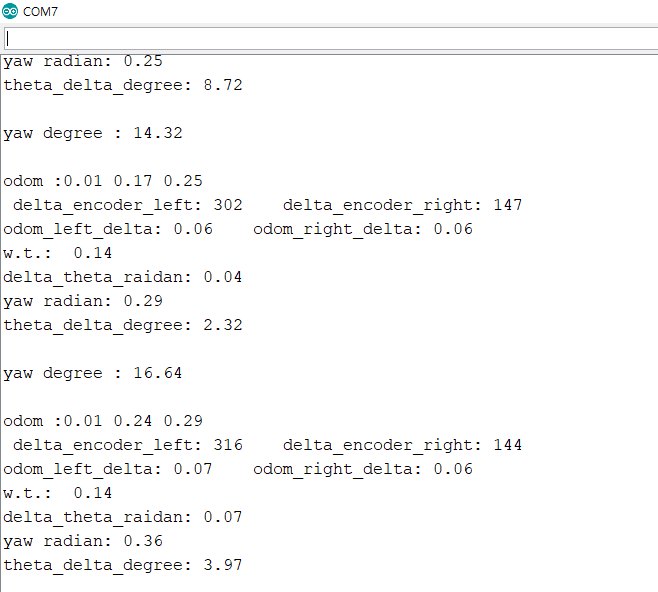 COM7
yaw radian: 0.25
theta_delta_degree: 8.72
yaw degree : 14.32
odom :0.01 0.17 0.25
delta_encoder_left: 302    delta_encoder_right: 147
odom_left_delta: 0.06    odom_right_delta: 0.06
w.t.:  0.14
delta_theta_raidan: 0.04
yaw radian: 0.29
theta_delta_degree: 2.32
yaw degree : 16.64
odom :0.01 0.24 0.29
delta_encoder_left: 316    delta_encoder_right: 144
odom_left_delta: 0.07    odom_right_delta: 0.06
w.t.:  0.14
delta_theta_raidan: 0.07
yaw radian: 0.36
theta_delta_degree: 3.97